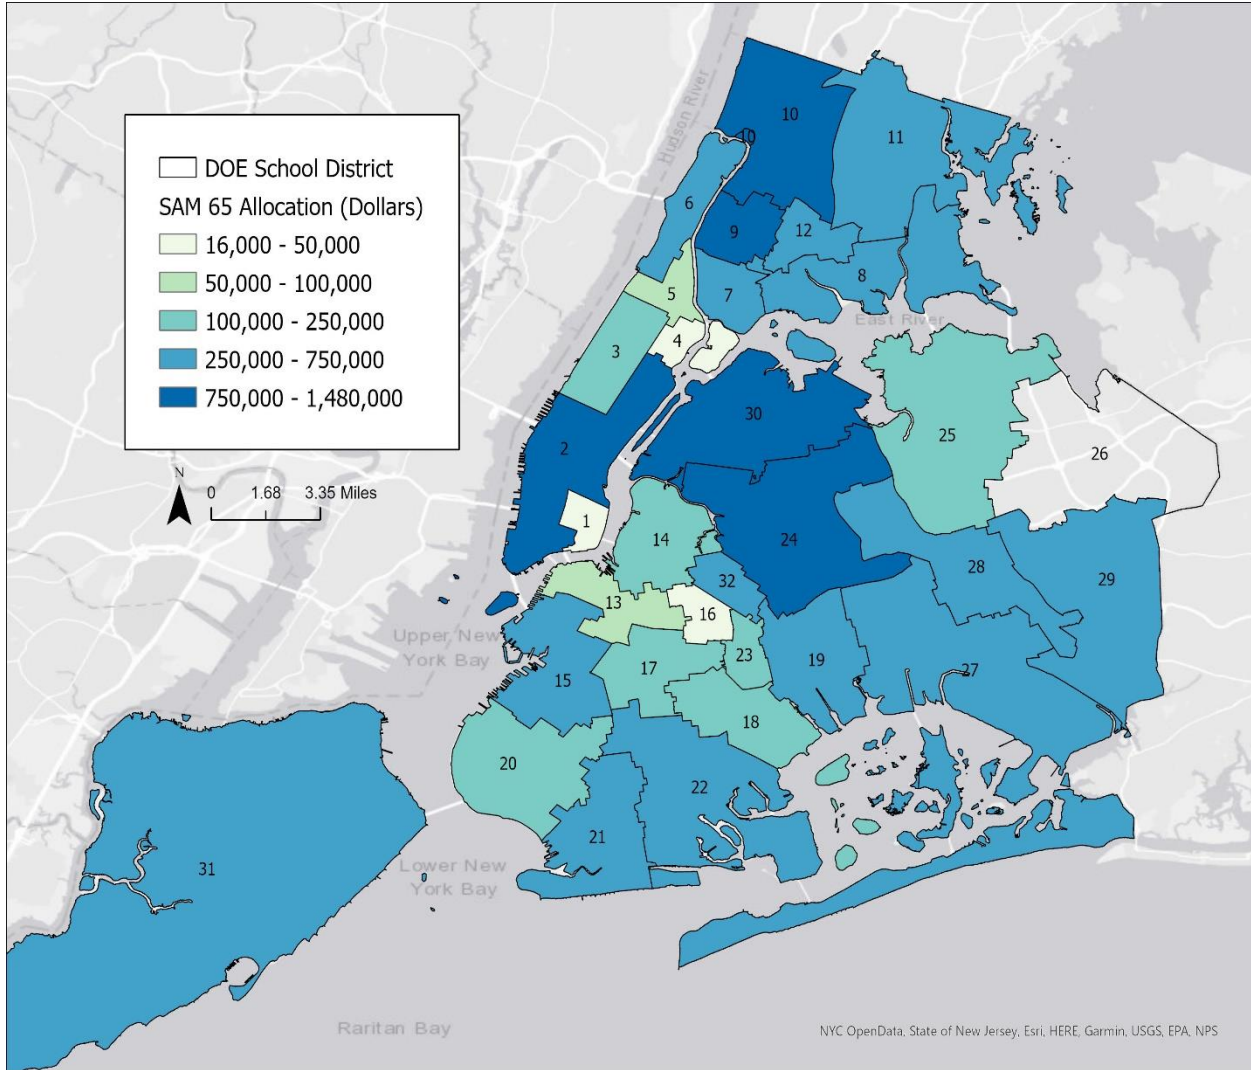 DOE School District
SAM 65 Allocation (Dollars)
16,000 - 50,000
50,000 - 100,000
100,000 - 250,000
250,000 - 750,000
750,000 - 1,480,000
N
0 1.68 3.35 Miles
Hudson River
10
10
11
6
9
12
1
8
7
5
East River
4
3
30
2
25
26
1
14
24
28
29
32
13
16
Upper New
York Bay
15
17
23
19
27
18
20
22
21
31
Lower New
York Bay
Raritan Bay
NYC OpenData, State of New Jersey, Esri, HERE, Garmin, USGS, EPA, NPS